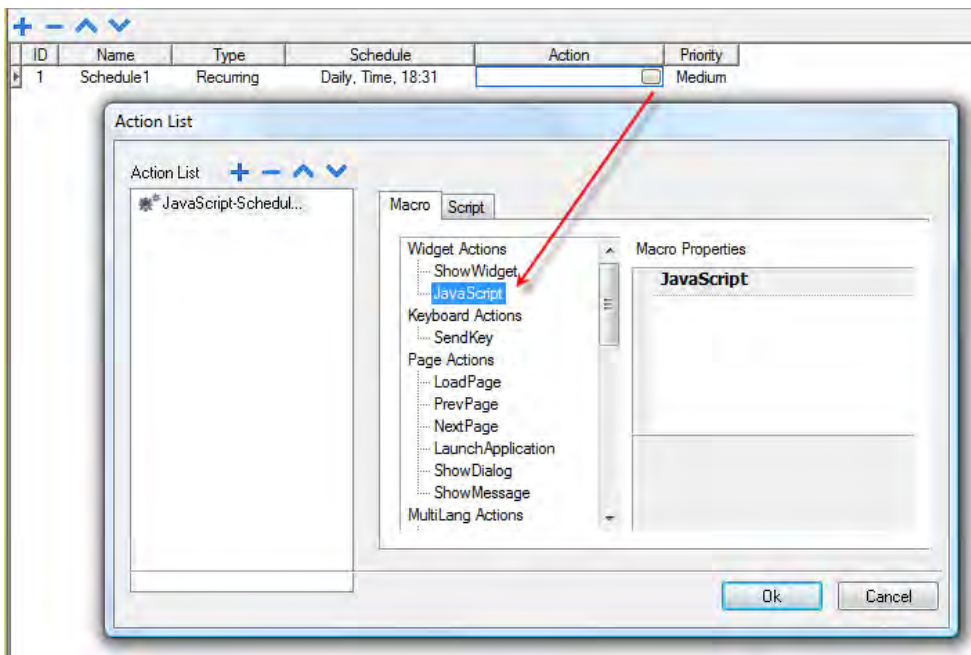 ID Name Type Schedule Action Priority
1 Schedule1 Recurring Daily, Time, 18:31 Medium
Action List
Action List
JavaScript-Schedul...
Macro Script
Widget Actions
ShowWidget
JavaScript
Keyboard Actions
SendKey
Page Actions
LoadPage
PrevPage
NextPage
LaunchApplication
ShowDialog
ShowMessage
MultiLang Actions
Macro Properties
JavaScript
Ok Cancel